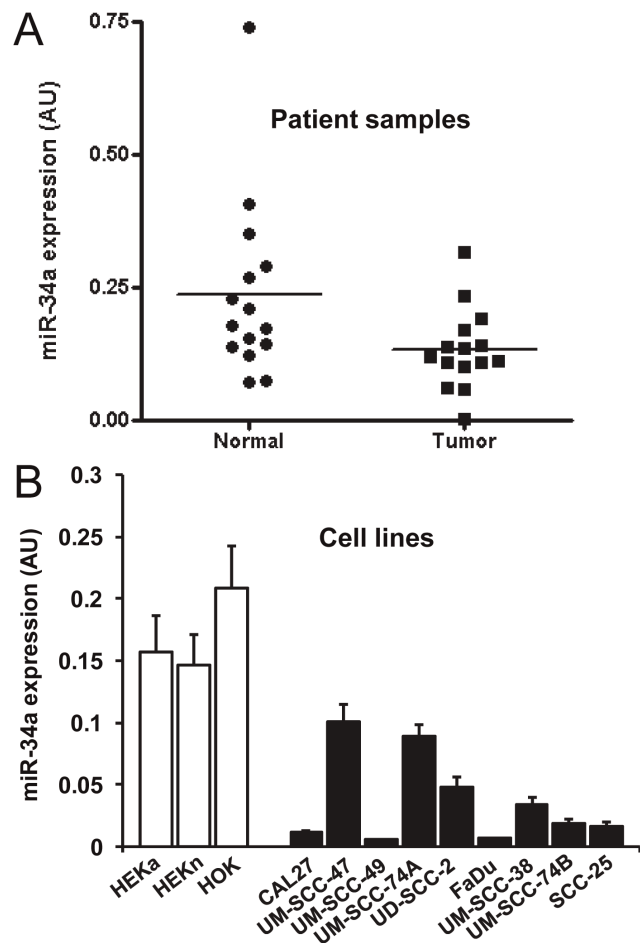 A
miR-34a expression (AU)
0.75
0.50
0.25
0.00
Patient samples
Normal Tumor
B
miR-34a expression (AU)
0.3
0.25
0.2
0.15
0.1
0.05
0
Cell lines
HEKa
HEKn
HOK
CAL27
UM-SCC-47
UM-SCC-49
UM-SCC-74A
UD-SCC-2
FaDu
UM-SCC-38
UM-SCC-74B
SCC-25